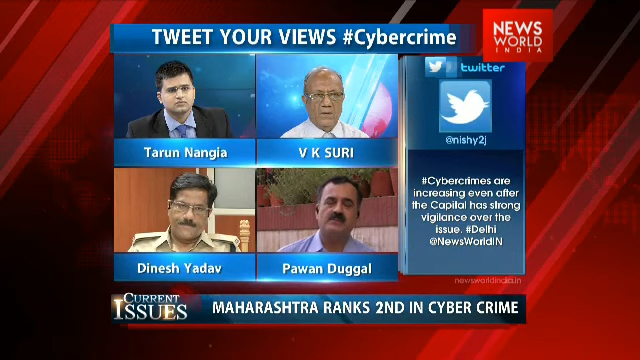 TWEET YOUR VIEWS #Cybercrime
NEWS
WORLD
INDIA
twitter
@nishy2j
Tarun Nangia
V K SURI
Dinesh Yadav
Pawan Duggal
#Cybercrimes are
increasing even after
the Capital has strong
vigilance over the
issue. #Delhi
@NewsWorldIN
newsworldindia.in
CURRENT
ISSUES
MAHARASHTRA RANKS 2ND IN CYBER CRIME